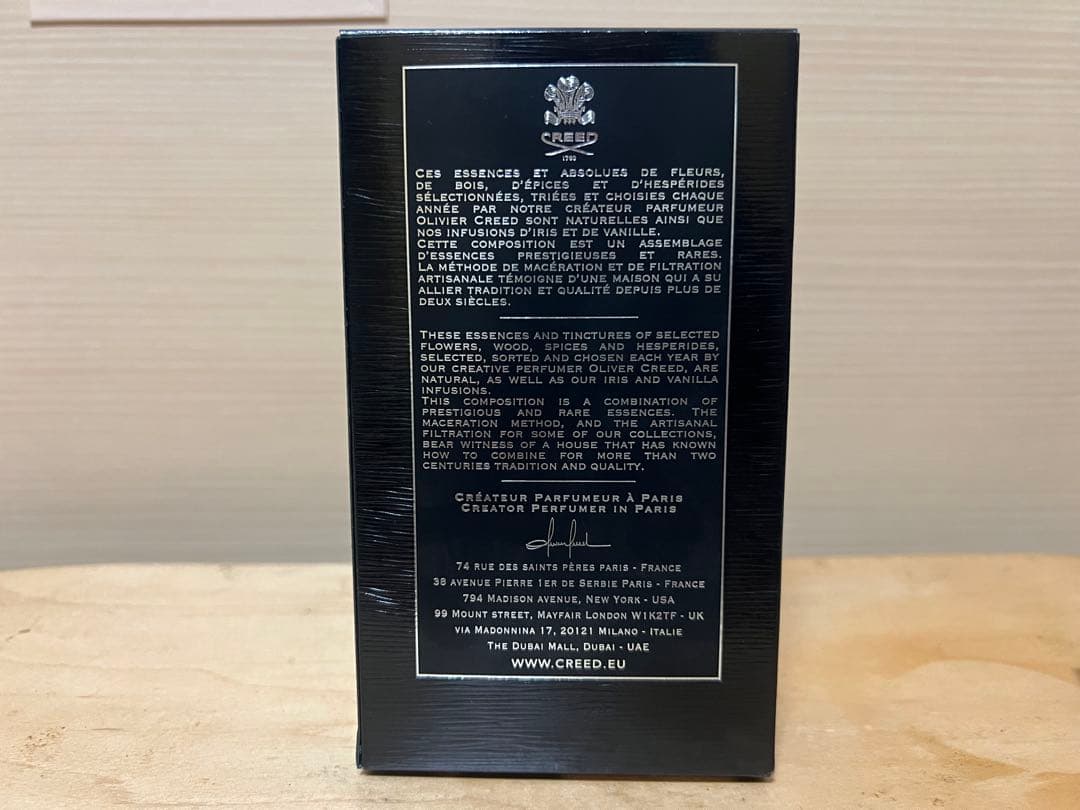 CREED
1760
CES ESSENCES ET ABSOLUES DE FLEURS,
DE BOIS, D'ÉPICES ET D'HESPÉRIDES
SÉLECTIONNÉES, TRIÉES ET CHOISIES CHAQUE
ANNÉE PAR NOTRE CRÉATEUR PARFUMEUR
OLIVIER CREED SONT NATURELLES AINSI QUE
NOS INFUSIONS D'IRIS ET DE VANILLE.
CETTE COMPOSITION EST UN ASSEMBLAGE
D'ESSENCES PRESTIGIEUSES ET RARES.
LA MÉTHODE DE MACÉRATION ET DE FILTRATION
ARTISANALE TÉMOIGNE D'UNE MAISON QUI A SU
ALLIER TRADITION ET QUALITÉ DEPUIS PLUS DE
DEUX SIÈCLES.
THESE ESSENCES AND TINCTURES OF SELECTED
FLOWERS, WOOD, SPICES AND HESPERIDES,
SELECTED, SORTED AND CHOSEN EACH YEAR BY
OUR CREATIVE PERFUMER OLIVER CREED, ARE
NATURAL, AS WELL AS OUR IRIS AND VANILLA
INFUSIONS.
THIS COMPOSITION IS A COMBINATION OF
PRESTIGIOUS AND RARE ESSENCES. THE
MACERATION METHOD, AND THE ARTISANAL
FILTRATION FOR SOME OF OUR COLLECTIONS,
BEAR WITNESS OF A HOUSE THAT HAS KNOWN
HOW TO COMBINE FOR MORE THAN TWO
CENTURIES TRADITION AND QUALITY.
CRÉATEUR PARFUMEUR À PARIS
CREATOR PERFUMER IN PARIS
74 RUE DES SAINTS PÈRES PARIS - FRANCE
38 AVENUE PIERRE 1ER DE SERBIE PARIS - FRANCE
794 MADISON AVENUE, NEW YORK - USA
99 MOUNT STREET, MAYFAIR LONDON W1K2TF - UK
VIA MADONNINA 17, 20121 MILANO - ITALIE
THE DUBAI MALL, DUBAI - UAE
WWW.CREED.EU